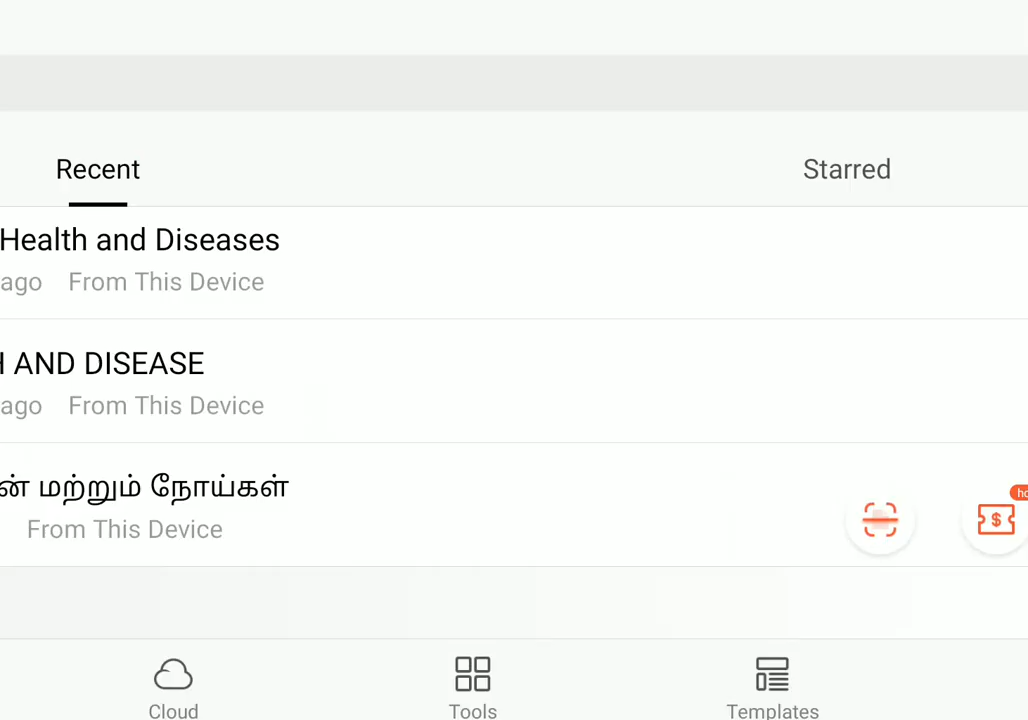 Recent
Starred
Health and Diseases
ago From This Device
AND DISEASE
ago From This Device
மற்றும் நோய்கள்
From This Device
$
Cloud
Tools
Templates